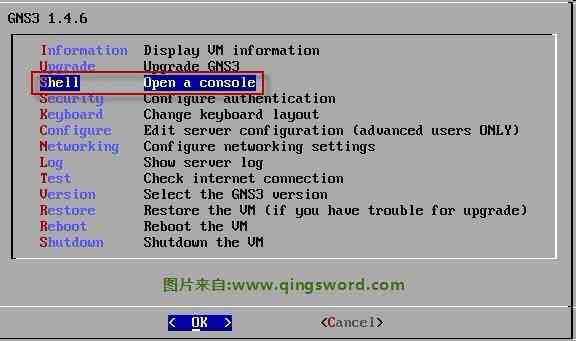 GNS3 1.4.6
Information Display VM information
Upgrade Upgrade GNS3
Shell Open a console
Security Configure authentication
Keyboard Change keyboard layout
Configure Edit server configuration (advanced users ONLY)
Networking Configure networking settings
Log Show server log
Test Check internet connection
Version Select the GNS3 version
Restore Restore the VM (if you have trouble for upgrade)
Reboot Reboot the VM
Shutdown Shutdown the VM
图片来自:www.qingsword.com
< OK > <Cancel>